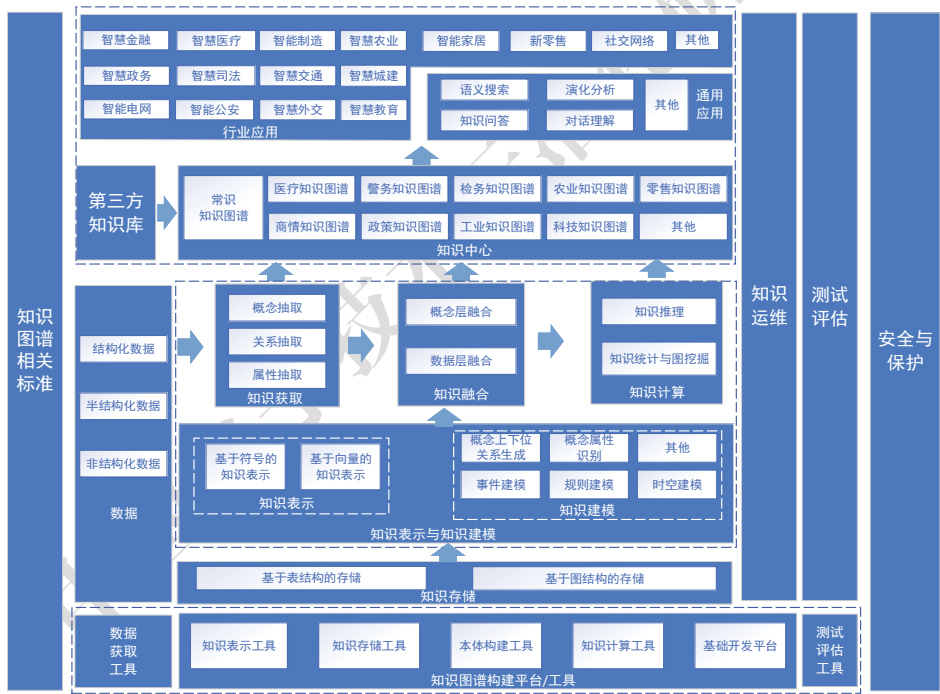 知识
图谱
相关
标准
智慧金融
智慧医疗
智能制造
智慧农业
智能家居
新零售
社交网络
其他
智慧政务
智慧司法
智慧交通
智慧城建
智能电网
智能公安
智慧外交
智慧教育
行业应用
语义搜索
演化分析
其他
知识问答
对话理解
通用
应用
第三方
知识库
常识
知识图谱
医疗知识图谱
警务知识图谱
检务知识图谱
农业知识图谱
零售知识图谱
商情知识图谱
政策知识图谱
工业知识图谱
科技知识图谱
其他
知识中心
结构化数据
半结构化数据
非结构化数据
数据
概念抽取
关系抽取
属性抽取
知识获取
概念层融合
数据层融合
知识融合
知识推理
知识统计与图挖掘
知识计算
基于符号的
知识表示
基于向量的
知识表示
知识表示
概念上下位
关系生成
概念属性
识别
其他
事件建模
规则建模
时空建模
知识建模
知识表示与知识建模
基于表结构的存储
基于图结构的存储
知识存储
数据
获取
工具
知识表示工具
知识存储工具
本体构建工具
知识计算工具
基础开发平台
知识图谱构建平台/工具
知识
运维
测试
评估
测试
评估
工具
安全与
保护